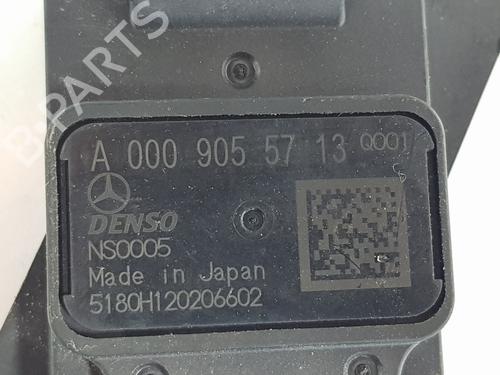 B-PARTS
A 000 905 57 13 Q001
DENSO
NS0005
Made in Japan
5180H120206602